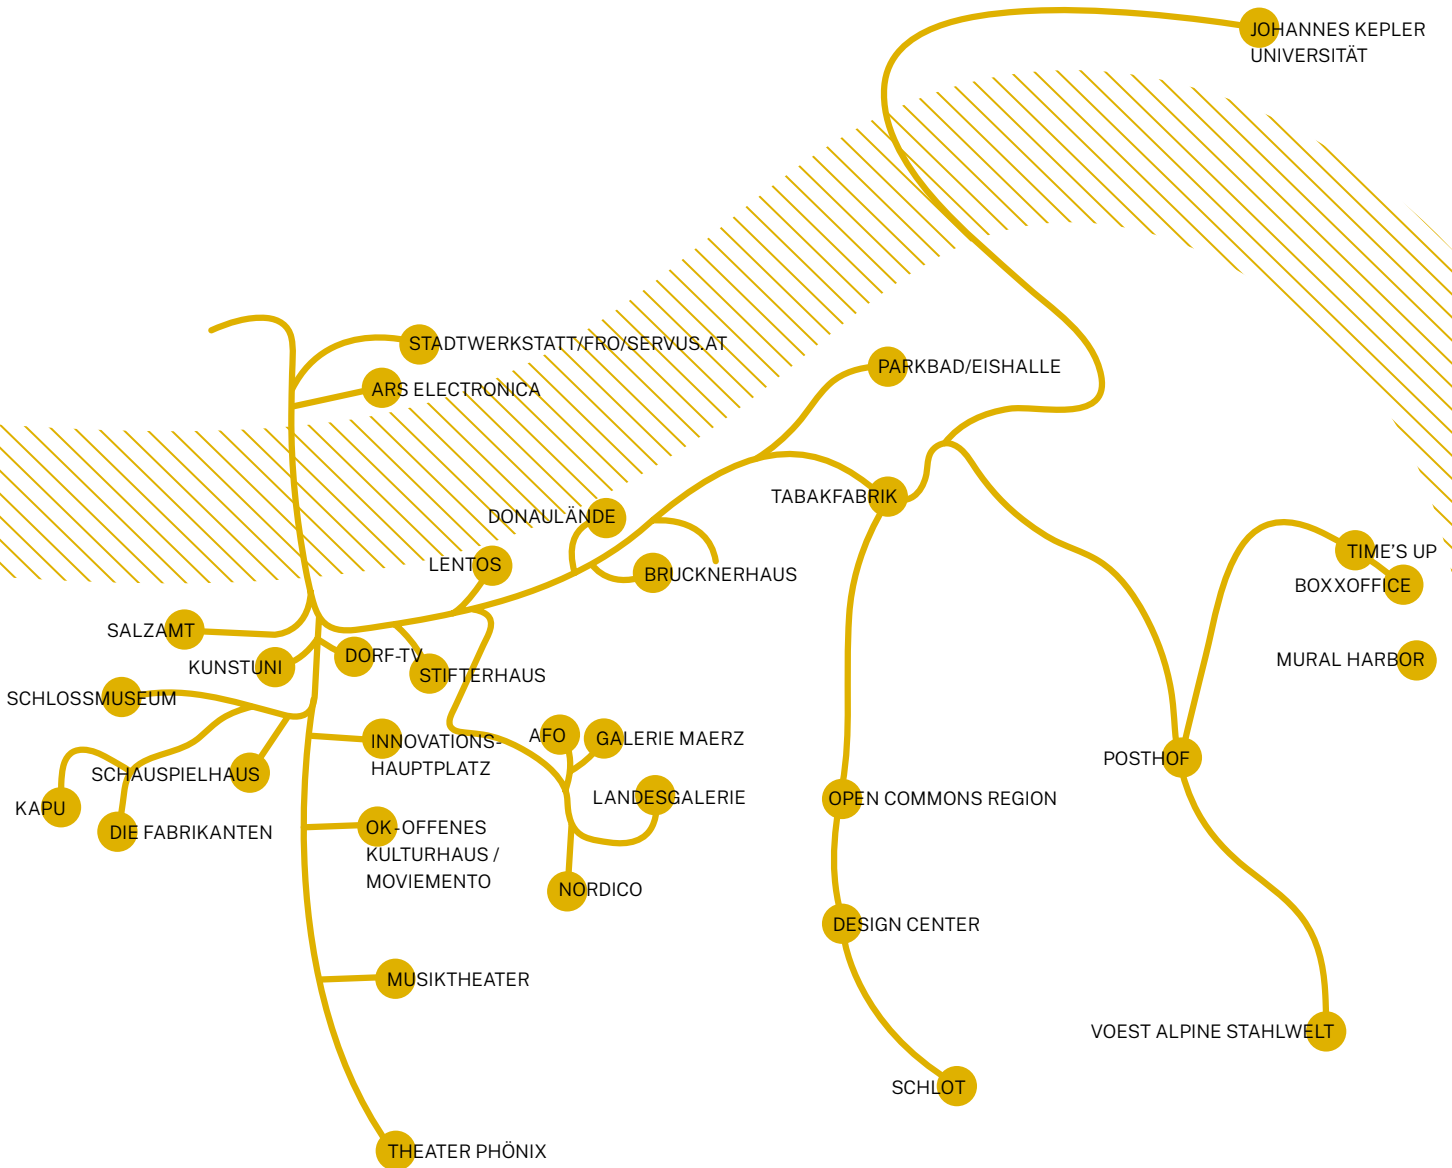 JOHANNES KEPLER
UNIVERSITÄT
STADTWERKSTATT/FRO/SERVUS.AT
PARKBAD/EISHALLE
ARS ELECTRONICA
TABAKFABRIK
DONAULÄNDE
TIME'S UP
LENTOS
BRUCKNERHAUS
BOXXOFFICE
SALZAMT
DORF-TV
MURAL HARBOR
KUNSTUNI
STIFTERHAUS
SCHLOSSMUSEUM
AFO
GALERIE MAERZ
INNOVATIONS-
HAUPTPLATZ
POSTHOF
SCHAUSPIELHAUS
LANDESGALERIE
OPEN COMMONS REGION
KAPU
DIE FABRIKANTEN
OK-OFFENES
KULTURHAUS /
MOVIEMENTO
NORDICO
DESIGN CENTER
MUSIKTHEATER
VOEST ALPINE STAHLWELT
SCHLOT
THEATER PHÖNIX